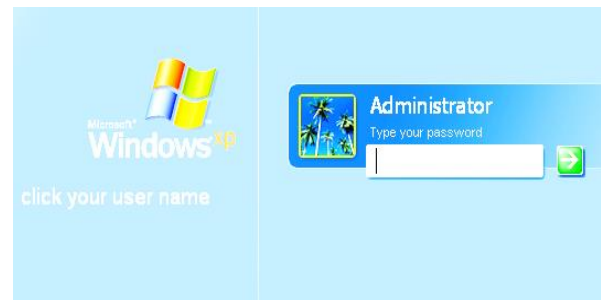 Microsoft®
Windows xp
click your user name
Administrator
Type your password